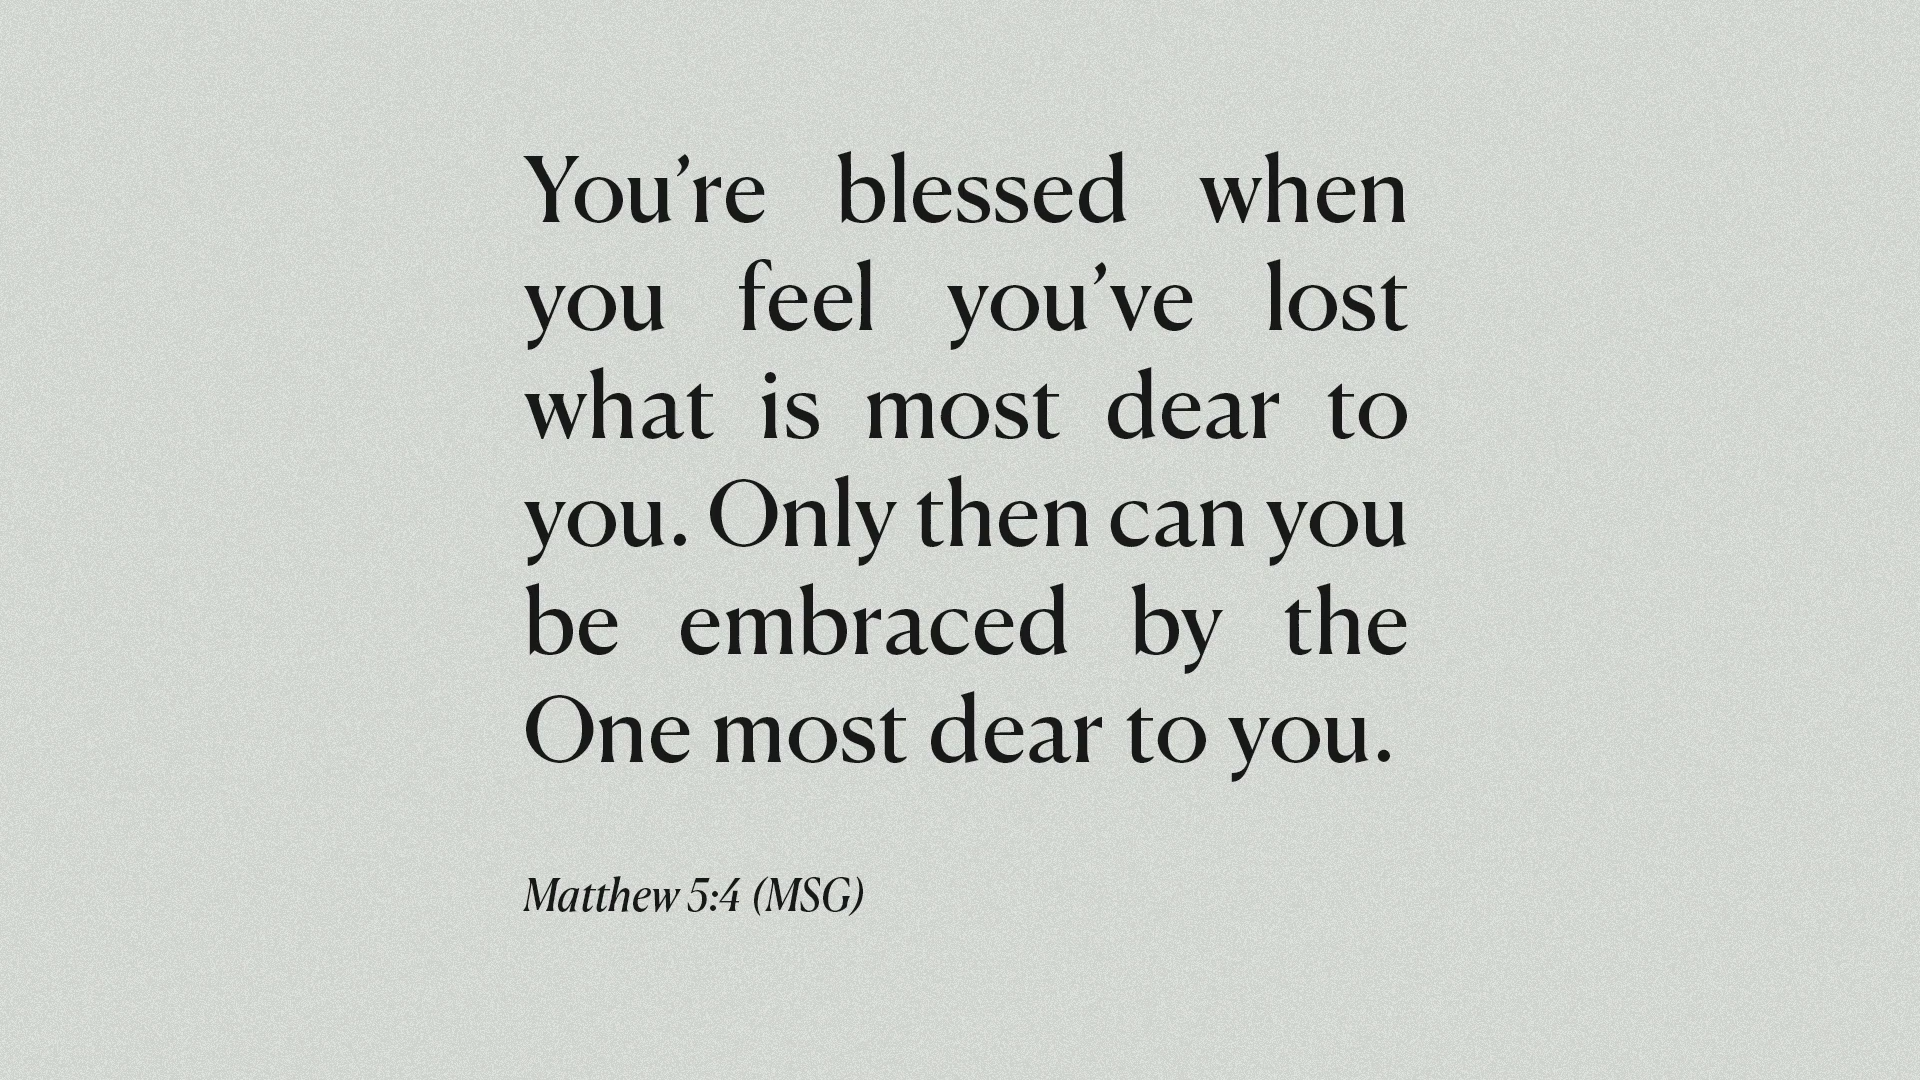 You’re blessed when
you feel you’ve lost
what is most dear to
you. Only then can you
be embraced by the
One most dear to you.
Matthew 5:4 (MSG)